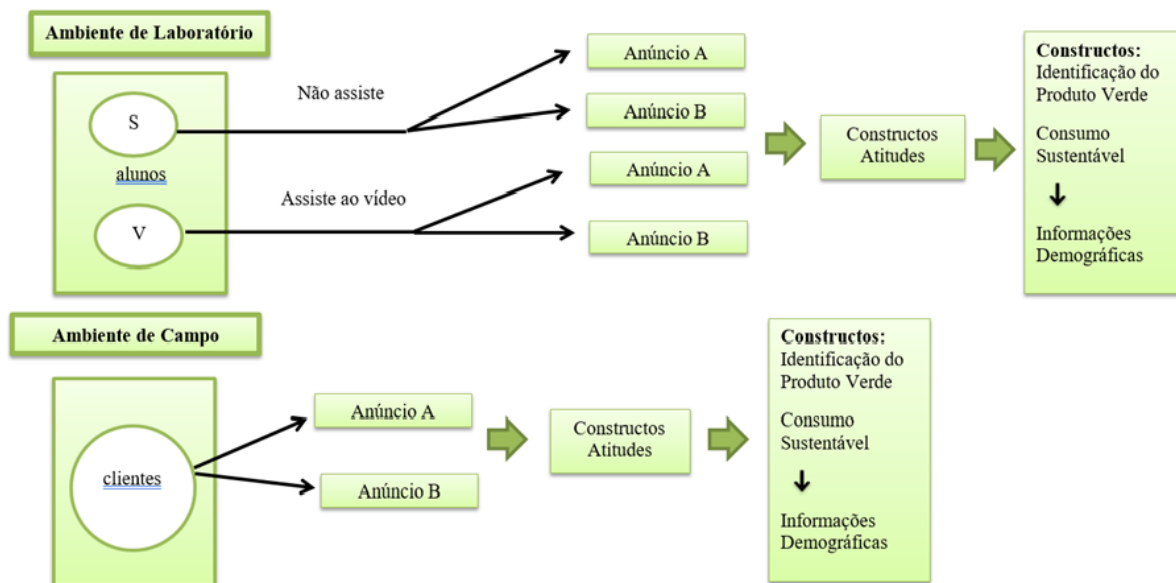 Ambiente de Laboratório
S
alunos
V
Não assiste
Assiste ao vídeo
Anúncio A
Anúncio B
Anúncio A
Anúncio B
Constructos
Atitudes
Constructos:
Identificação do
Produto Verde
Consumo
Sustentável
Informações
Demográficas
Ambiente de Campo
clientes
Anúncio A
Anúncio B
Constructos
Atitudes
Constructos:
Identificação do
Produto Verde
Consumo
Sustentável
Informações
Demográficas